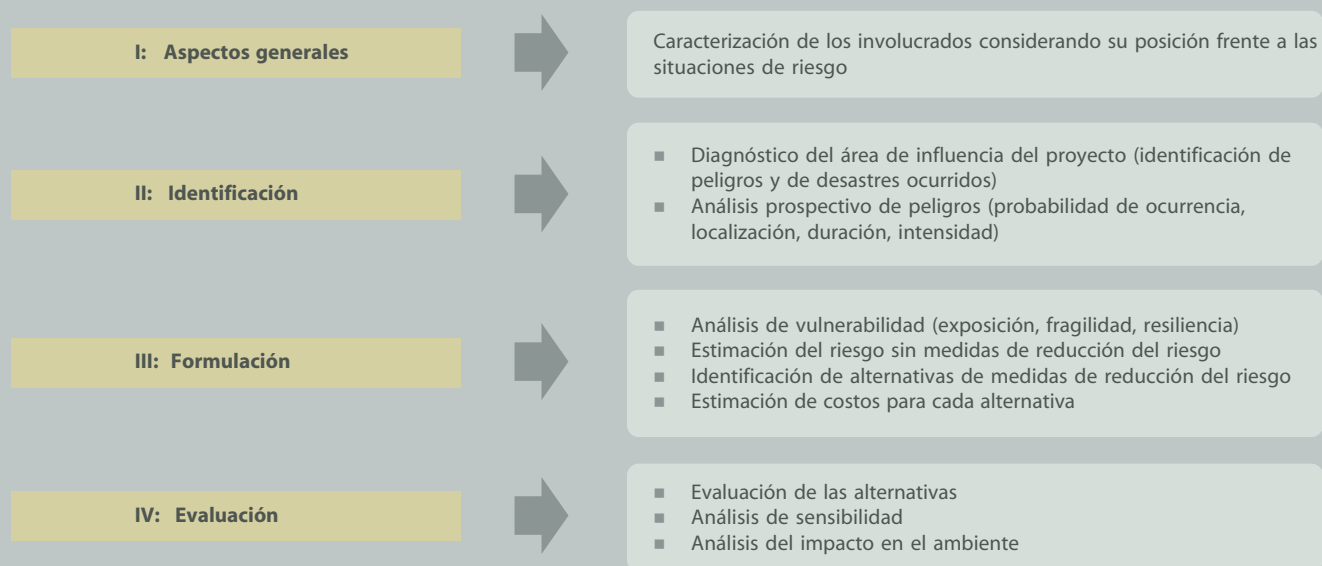 I: Aspectos generales
Caracterización de los involucrados considerando su posición frente a las
situaciones de riesgo
II: Identificación
■ Diagnóstico del área de influencia del proyecto (identificación de
peligros y de desastres ocurridos)
■ Análisis prospectivo de peligros (probabilidad de ocurrencia,
localización, duración, intensidad)
III: Formulación
■ Análisis de vulnerabilidad (exposición, fragilidad, resiliencia)
■ Estimación del riesgo sin medidas de reducción del riesgo
■ Identificación de alternativas de medidas de reducción del riesgo
■ Estimación de costos para cada alternativa
IV: Evaluación
■ Evaluación de las alternativas
■ Análisis de sensibilidad
■ Análisis del impacto en el ambiente